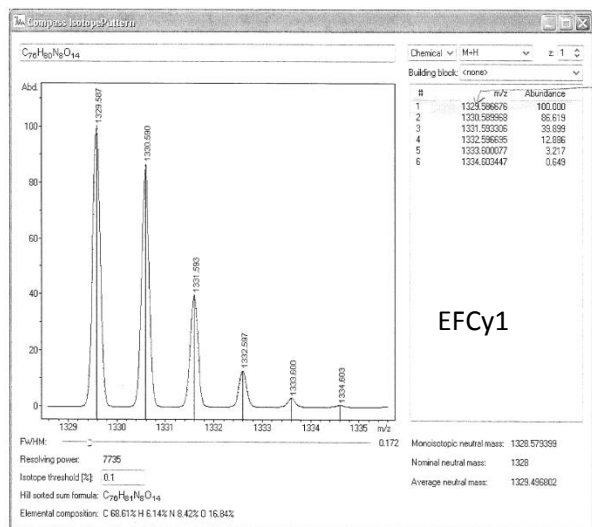 Compass IsotopePattern
C₇₆H₈₀N₈O₁₄
Chemical M+H z: 1
Building block: <none>
# m/z Abundance
1 1329.586676 100.000
2 1330.589968 86.619
3 1331.593306 39.899
4 1332.596695 12.886
5 1333.600077 3.217
6 1334.603447 0.649
Abd.
100
80
60
40
20
0
1329.587
1330.590
1331.593
1332.597
1333.600
1334.603
1329 1330 1331 1332 1333 1334 1335 m/z
EFCy1
FWHM: 0.172
Resolving power: 7735
Isotope threshold [%]: 0.1
Hill sorted sum formula: C₇₆H₈₁N₈O₁₄
Elemental composition: C 68.61% H 6.14% N 8.42% O 16.84%
Monoisotopic neutral mass: 1328.579399
Nominal neutral mass: 1328
Average neutral mass: 1329.496802